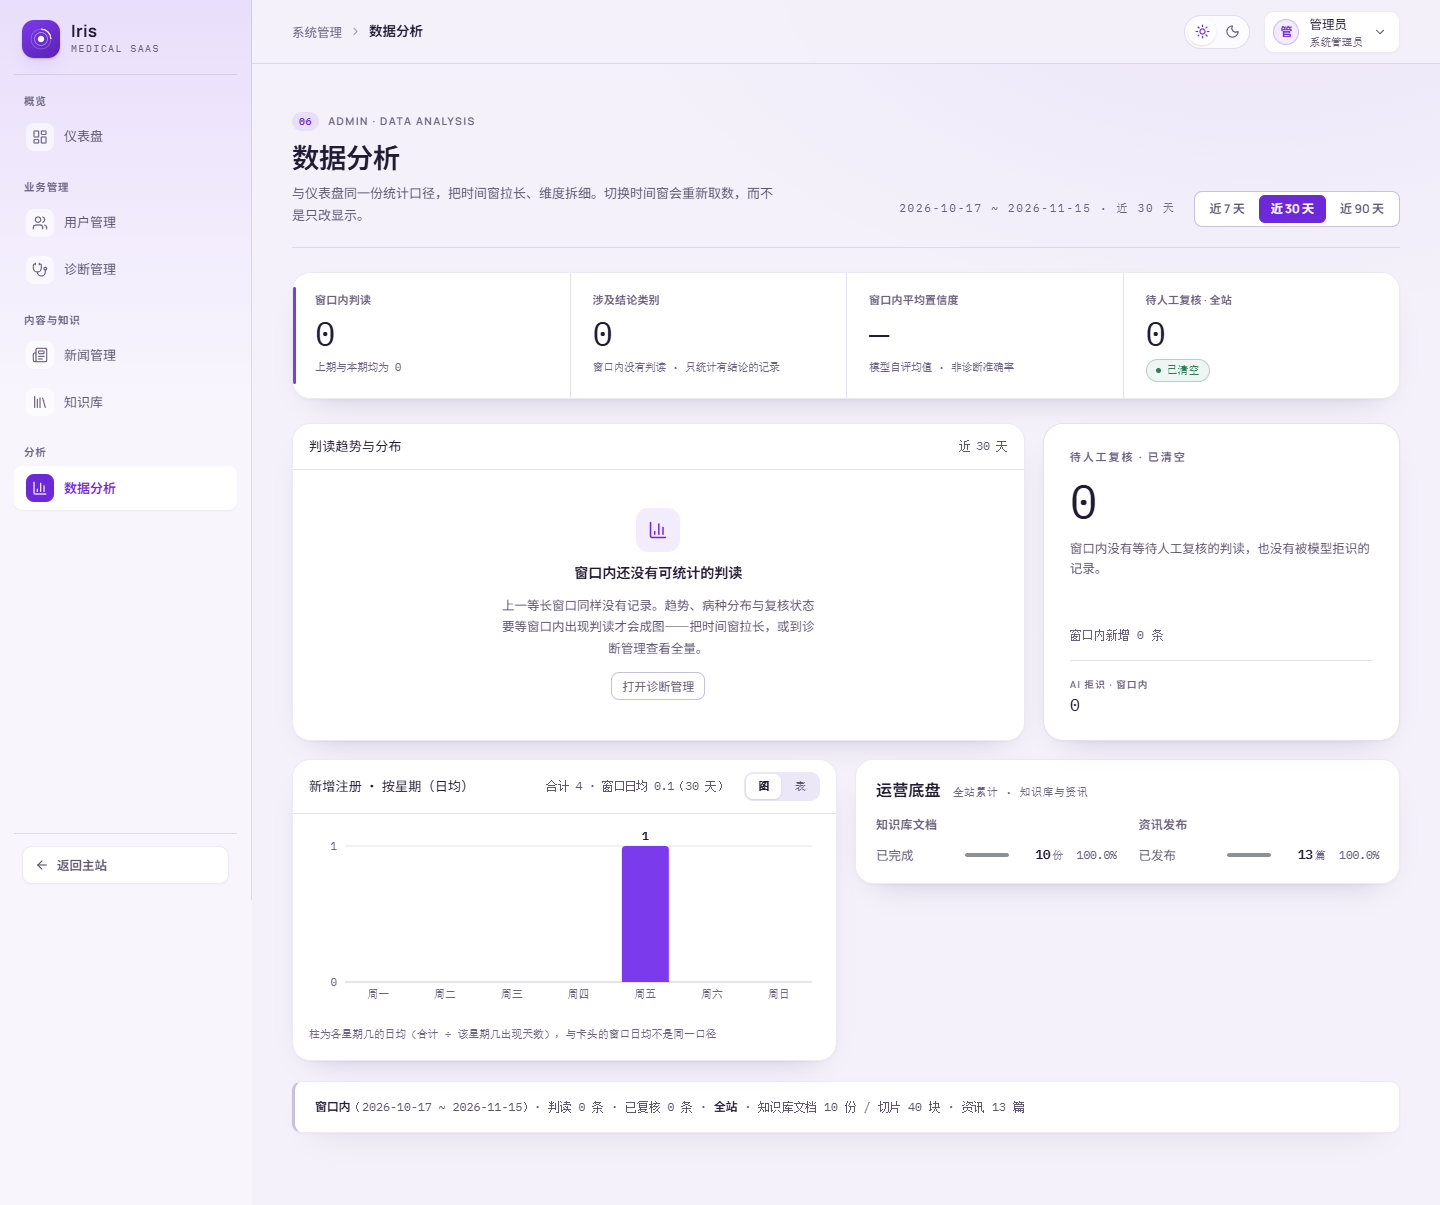 Iris
MEDICAL SAAS
概览
仪表盘
业务管理
用户管理
诊断管理
内容与知识
新闻管理
知识库
分析
数据分析
返回主站
系统管理 > 数据分析
管
管理员
系统管理员
06 ADMIN · DATA ANALYSIS
数据分析
与仪表盘同一份统计口径，把时间窗拉长、维度拆细。切换时间窗会重新取数，而不
是只改显示。
2026-10-17 ~ 2026-11-15 · 近 30 天
近 7 天 近 30 天 近 90 天
窗口内判读
0
上期与本期均为 0
涉及结论类别
0
窗口内没有判读 · 只统计有结论的记录
窗口内平均置信度
—
模型自评均值 · 非诊断准确率
待人工复核 · 全站
0
已清空
判读趋势与分布 近 30 天
窗口内还没有可统计的判读
上一等长窗口同样没有记录。趋势、病种分布与复核状态
要等窗口内出现判读才会成图——把时间窗拉长，或到诊
断管理查看全量。
打开诊断管理
待人工复核 · 已清空
0
窗口内没有等待人工复核的判读，也没有被模型拒识的
记录。
窗口内新增 0 条
AI 拒识 · 窗口内
0
新增注册 · 按星期（日均） 合计 4 · 窗口日均 0.1（30 天） 图 表
1
1
0
周一 周二 周三 周四 周五 周六 周日
柱为各星期几的日均（合计 ÷ 该星期几出现天数），与卡头的窗口日均不是同一口径
运营底盘 全站累计 · 知识库与资讯
知识库文档
已完成 10 份 100.0%
资讯发布
已发布 13 篇 100.0%
窗口内（2026-10-17 ~ 2026-11-15）· 判读 0 条 · 已复核 0 条 · 全站 · 知识库文档 10 份 / 切片 40 块 · 资讯 13 篇